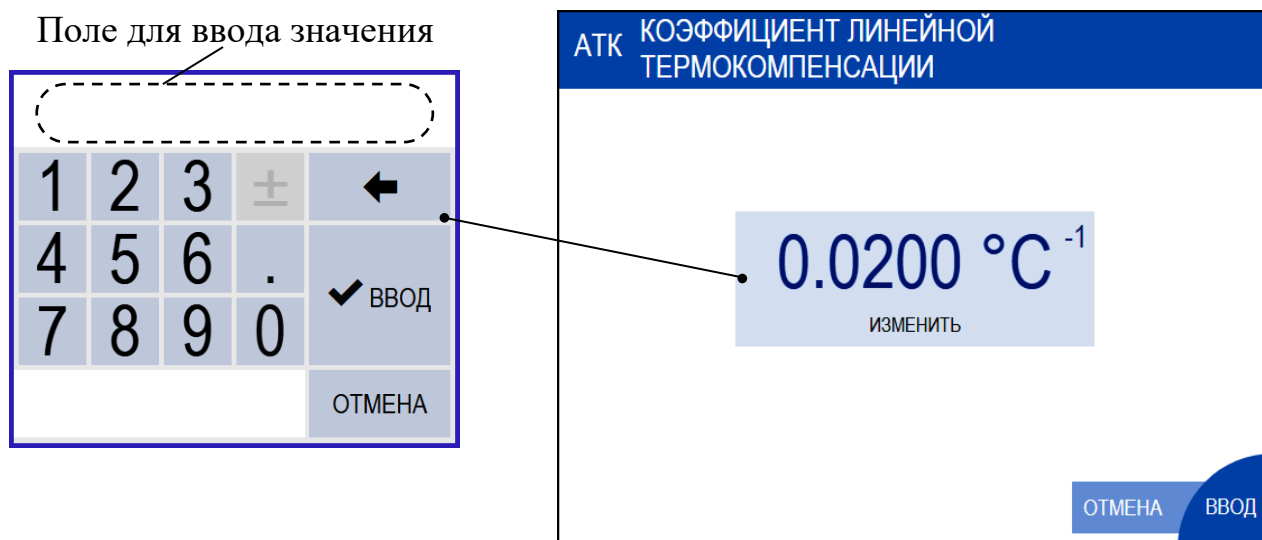 Поле для ввода значения
1 2 3 ±
4 5 6 .
✔ ВВОД
7 8 9 0
ОТМЕНА
АТК КОЭФФИЦИЕНТ ЛИНЕЙНОЙ
ТЕРМОКОМПЕНСАЦИИ
0.0200 °C -1
ИЗМЕНИТЬ
ОТМЕНА ВВОД